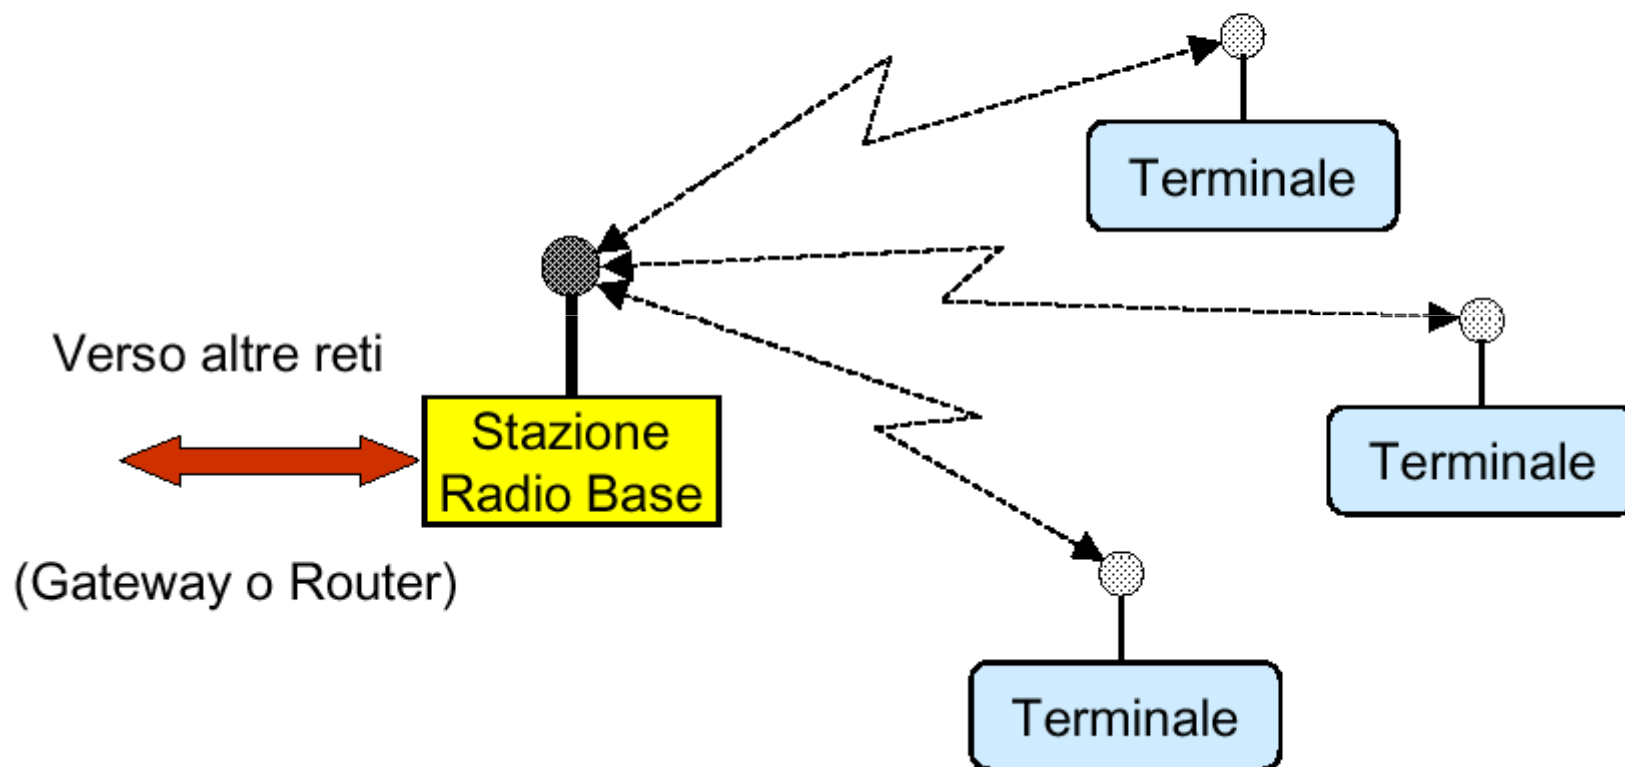 Terminale
Verso altre reti
Stazione
Radio Base
Terminale
(Gateway o Router)
Terminale